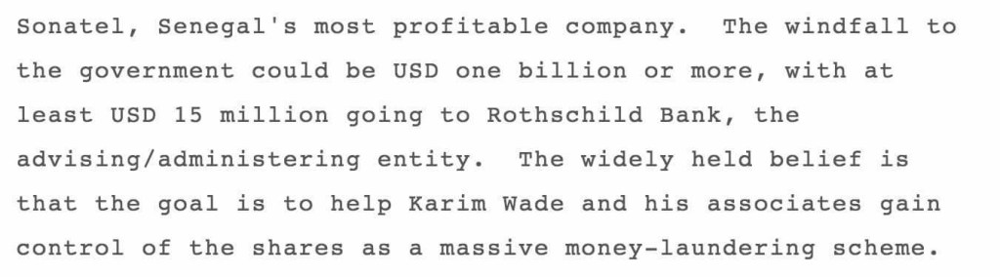 Sonatel, Senegal's most profitable company.  The windfall to
the government could be USD one billion or more, with at
least USD 15 million going to Rothschild Bank, the
advising/administering entity.  The widely held belief is
that the goal is to help Karim Wade and his associates gain
control of the shares as a massive money-laundering scheme.